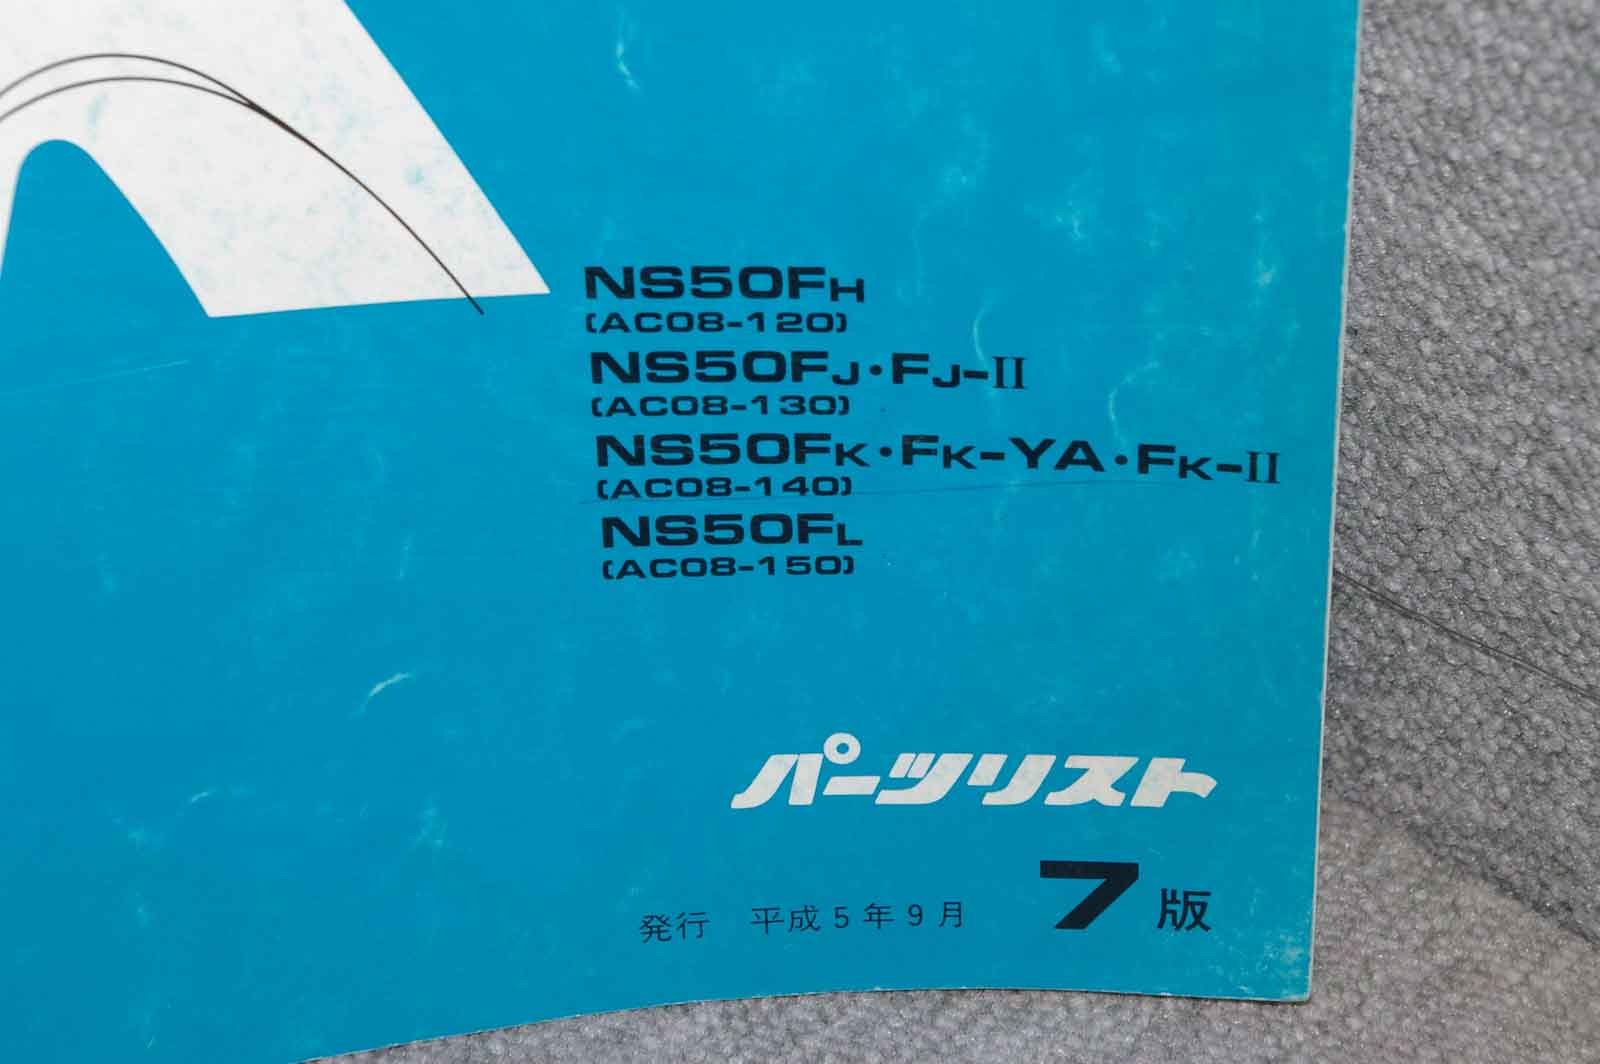 NS50FH
(AC08-120)
NS50FJ・FJ-II
(AC08-130)
NS50FK・FK-YA・FK-II
(AC08-140)
NS50FL
(AC08-150)
パーツリスト
発行 平成5年9月 7版